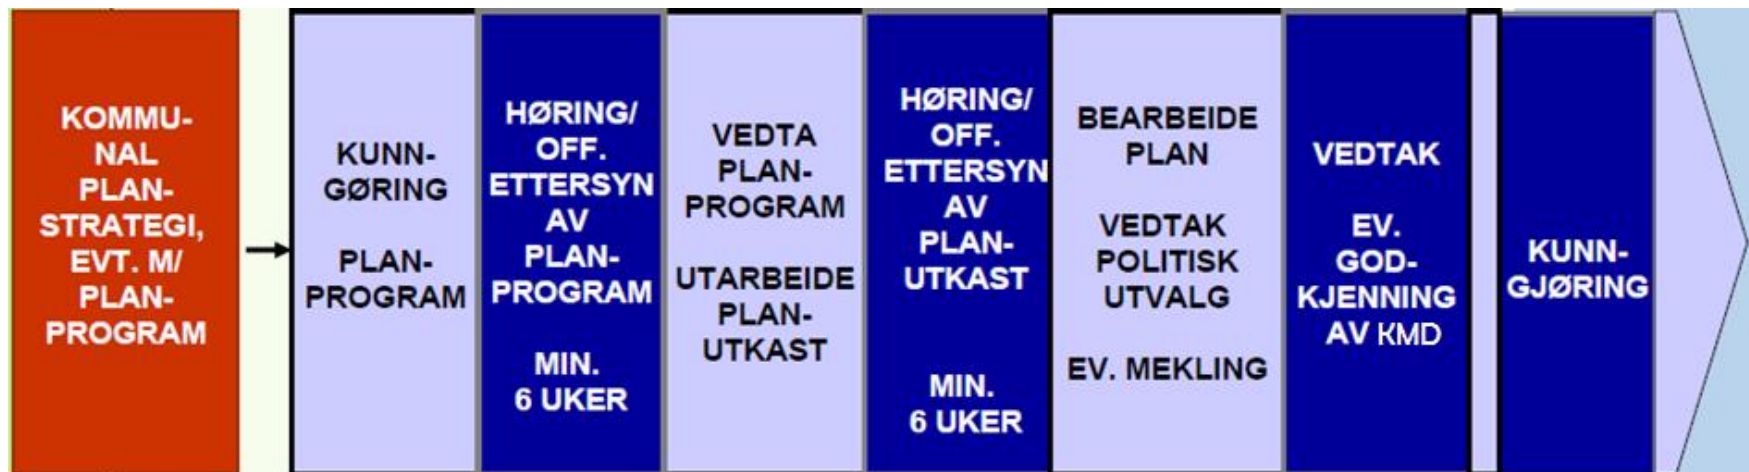 KOMMU-
NAL
PLAN-
STRATEGI,
EVT. M/
PLAN-
PROGRAM
KUNN-
GØRING
PLAN-
PROGRAM
HØRING/
OFF.
ETTERSYN
AV
PLAN-
PROGRAM
MIN.
6 UKER
VEDTA
PLAN-
PROGRAM
UTARBEIDE
PLAN-
UTKAST
HØRING/
OFF.
ETTERSYN
AV
PLAN-
UTKAST
MIN.
6 UKER
BEARBEIDE
PLAN
VEDTAK
POLITISK
UTVALG
EV. MEKLING
VEDTAK
EV.
GOD-
KJENNING
AV KMD
KUNN-
GJØRING